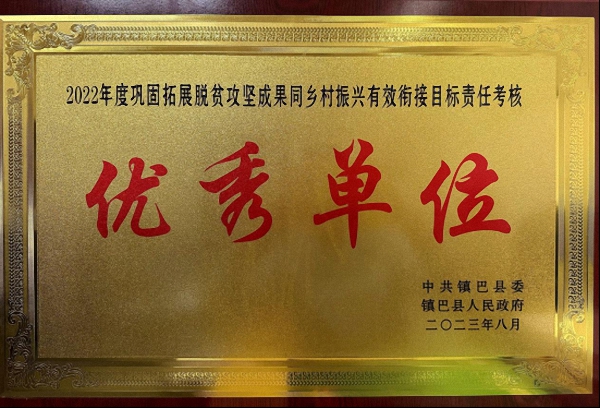 2022年度巩固拓展脱贫攻坚成果同乡村振兴有效衔接目标责任考核
优秀单位
中共镇巴县委
镇巴县人民政府
二〇二三年八月